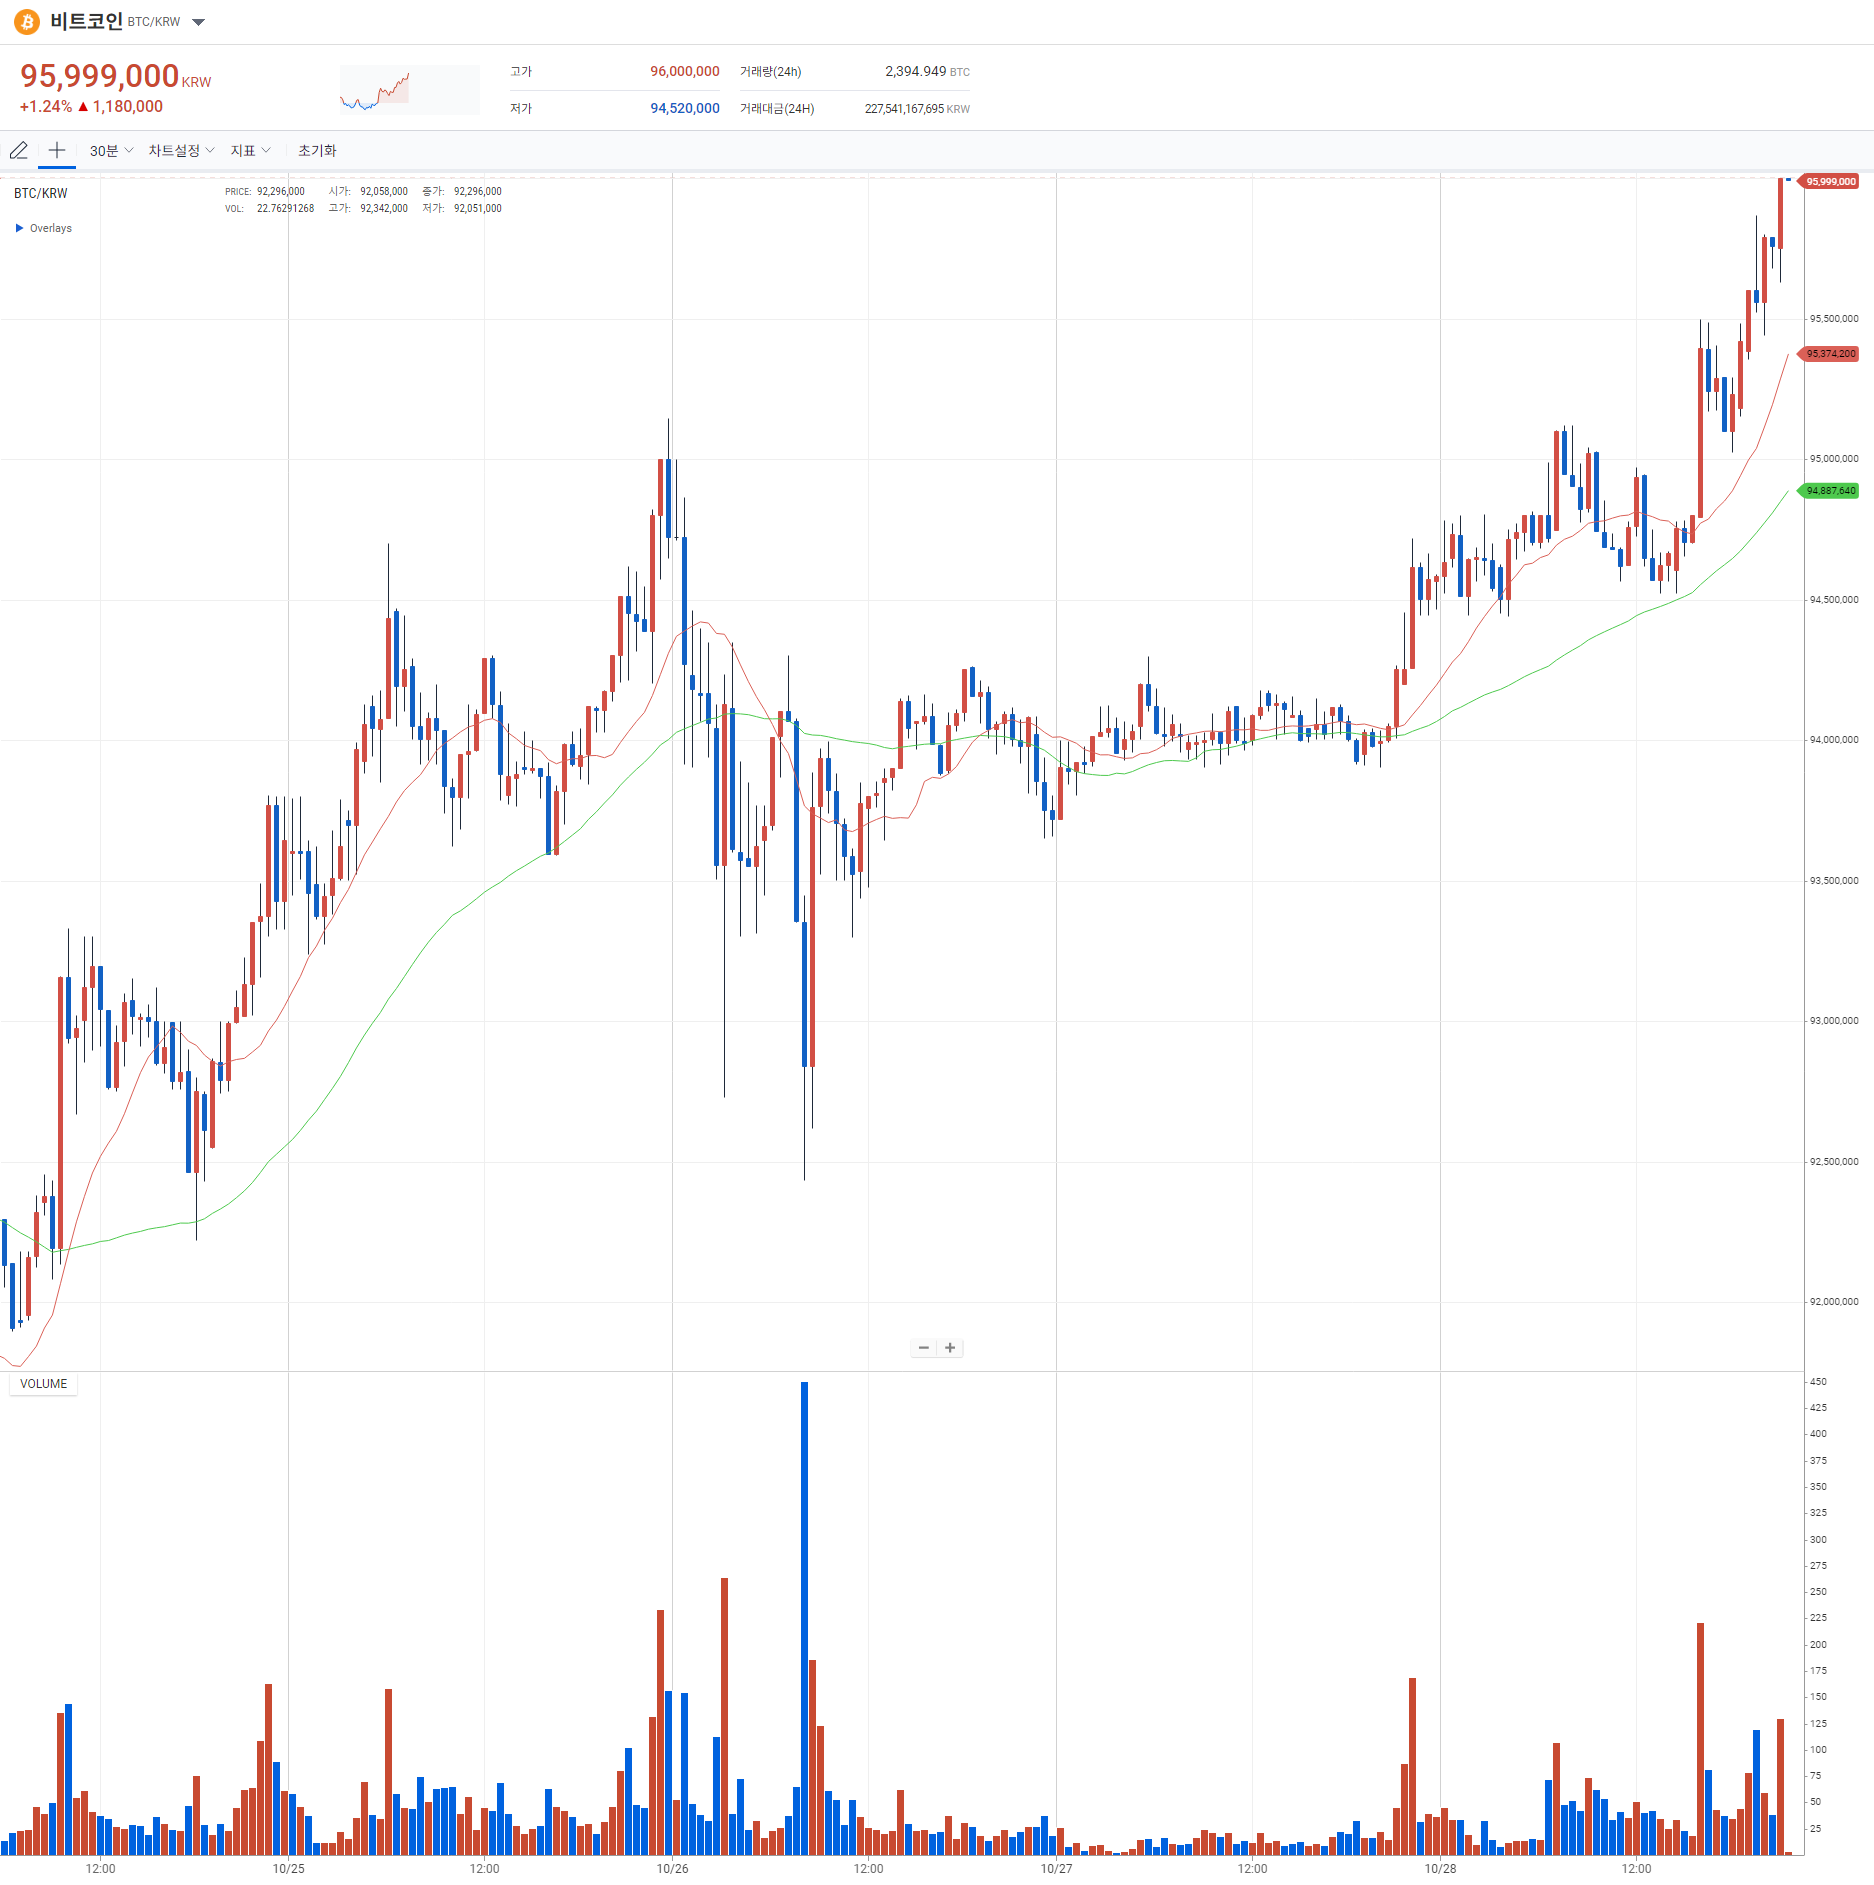 비트코인 BTC/KRW
95,999,000 KRW
+1.24% ▲ 1,180,000
고가 96,000,000
저가 94,520,000
거래량(24h) 2,394.949 BTC
거래대금(24H) 227,541,167,695 KRW
30분 차트설정 지표 초기화
BTC/KRW
PRICE: 92,296,000 시가: 92,058,000 종가: 92,296,000
VOL: 22.76291268 고가: 92,342,000 저가: 92,051,000
Overlays
95,999,000
95,500,000
95,374,200
95,000,000
94,887,640
94,500,000
94,000,000
93,500,000
93,000,000
92,500,000
92,000,000
VOLUME
450
425
400
375
350
325
300
275
250
225
200
175
150
125
100
75
50
25
12:00 10/25 12:00 10/26 12:00 10/27 12:00 10/28 12:00